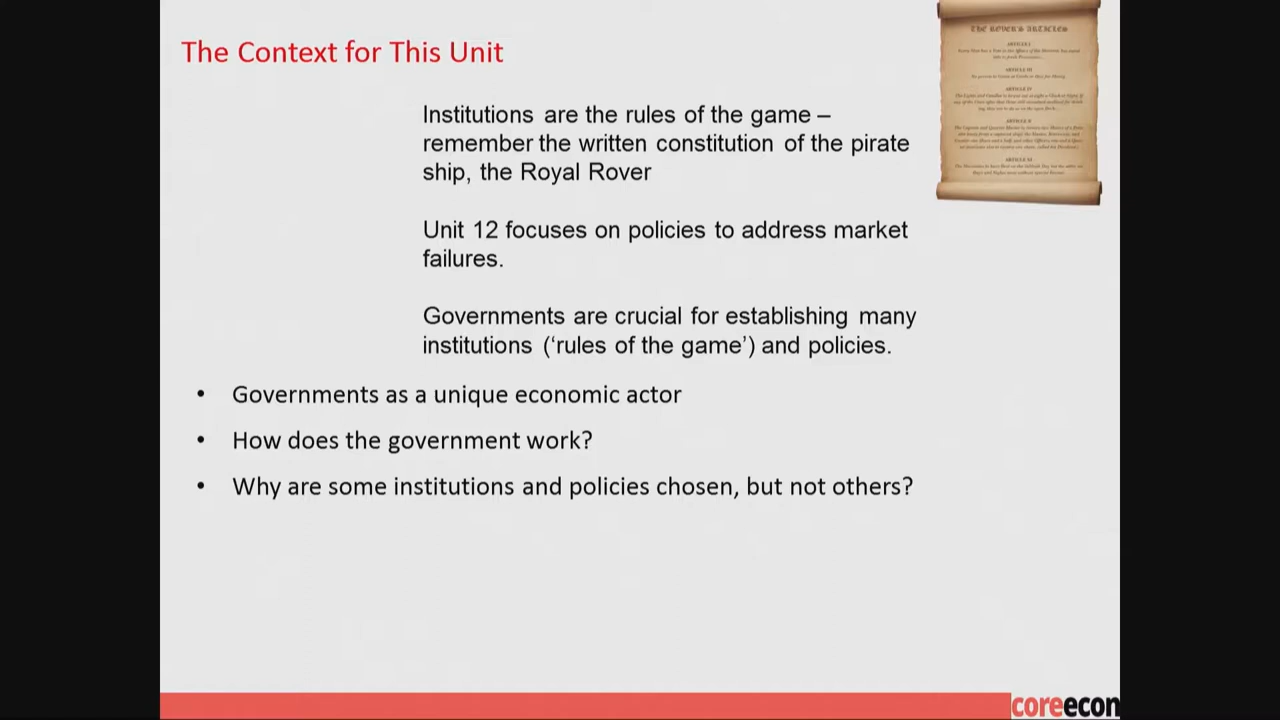 The Context for This Unit
THE ROVER'S ARTICLES
Institutions are the rules of the game –
remember the written constitution of the pirate
ship, the Royal Rover
Unit 12 focuses on policies to address market
failures.
Governments are crucial for establishing many
institutions (‘rules of the game’) and policies.
• Governments as a unique economic actor
• How does the government work?
• Why are some institutions and policies chosen, but not others?
coreecon